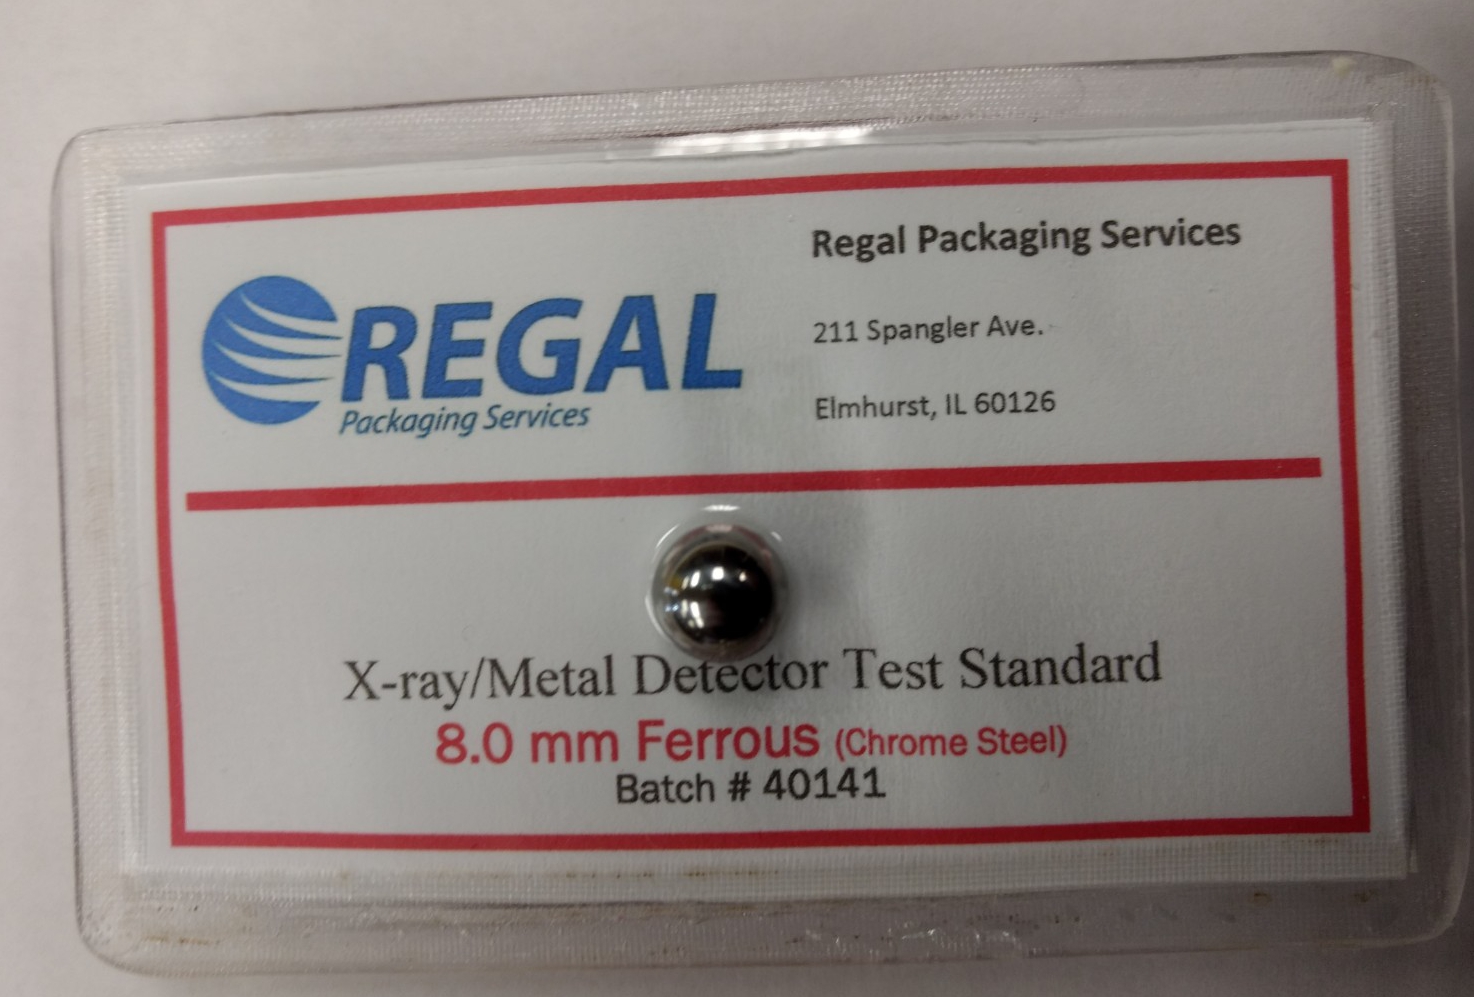 REGAL
Packaging Services
Regal Packaging Services
211 Spangler Ave.
Elmhurst, IL 60126
X-ray/Metal Detector Test Standard
8.0 mm Ferrous (Chrome Steel)
Batch # 40141